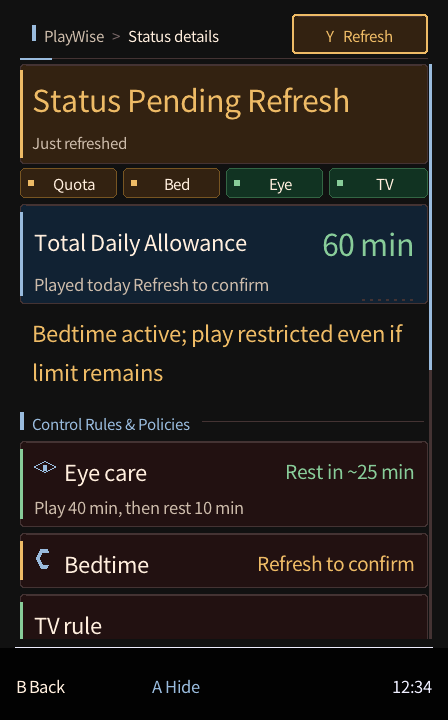 PlayWise > Status details
Y Refresh
Status Pending Refresh
Just refreshed
Quota
Bed
Eye
TV
Total Daily Allowance
60 min
Played today Refresh to confirm
Bedtime active; play restricted even if
limit remains
Control Rules & Policies
Eye care
Rest in ~25 min
Play 40 min, then rest 10 min
Bedtime
Refresh to confirm
TV rule
B Back
A Hide
12:34